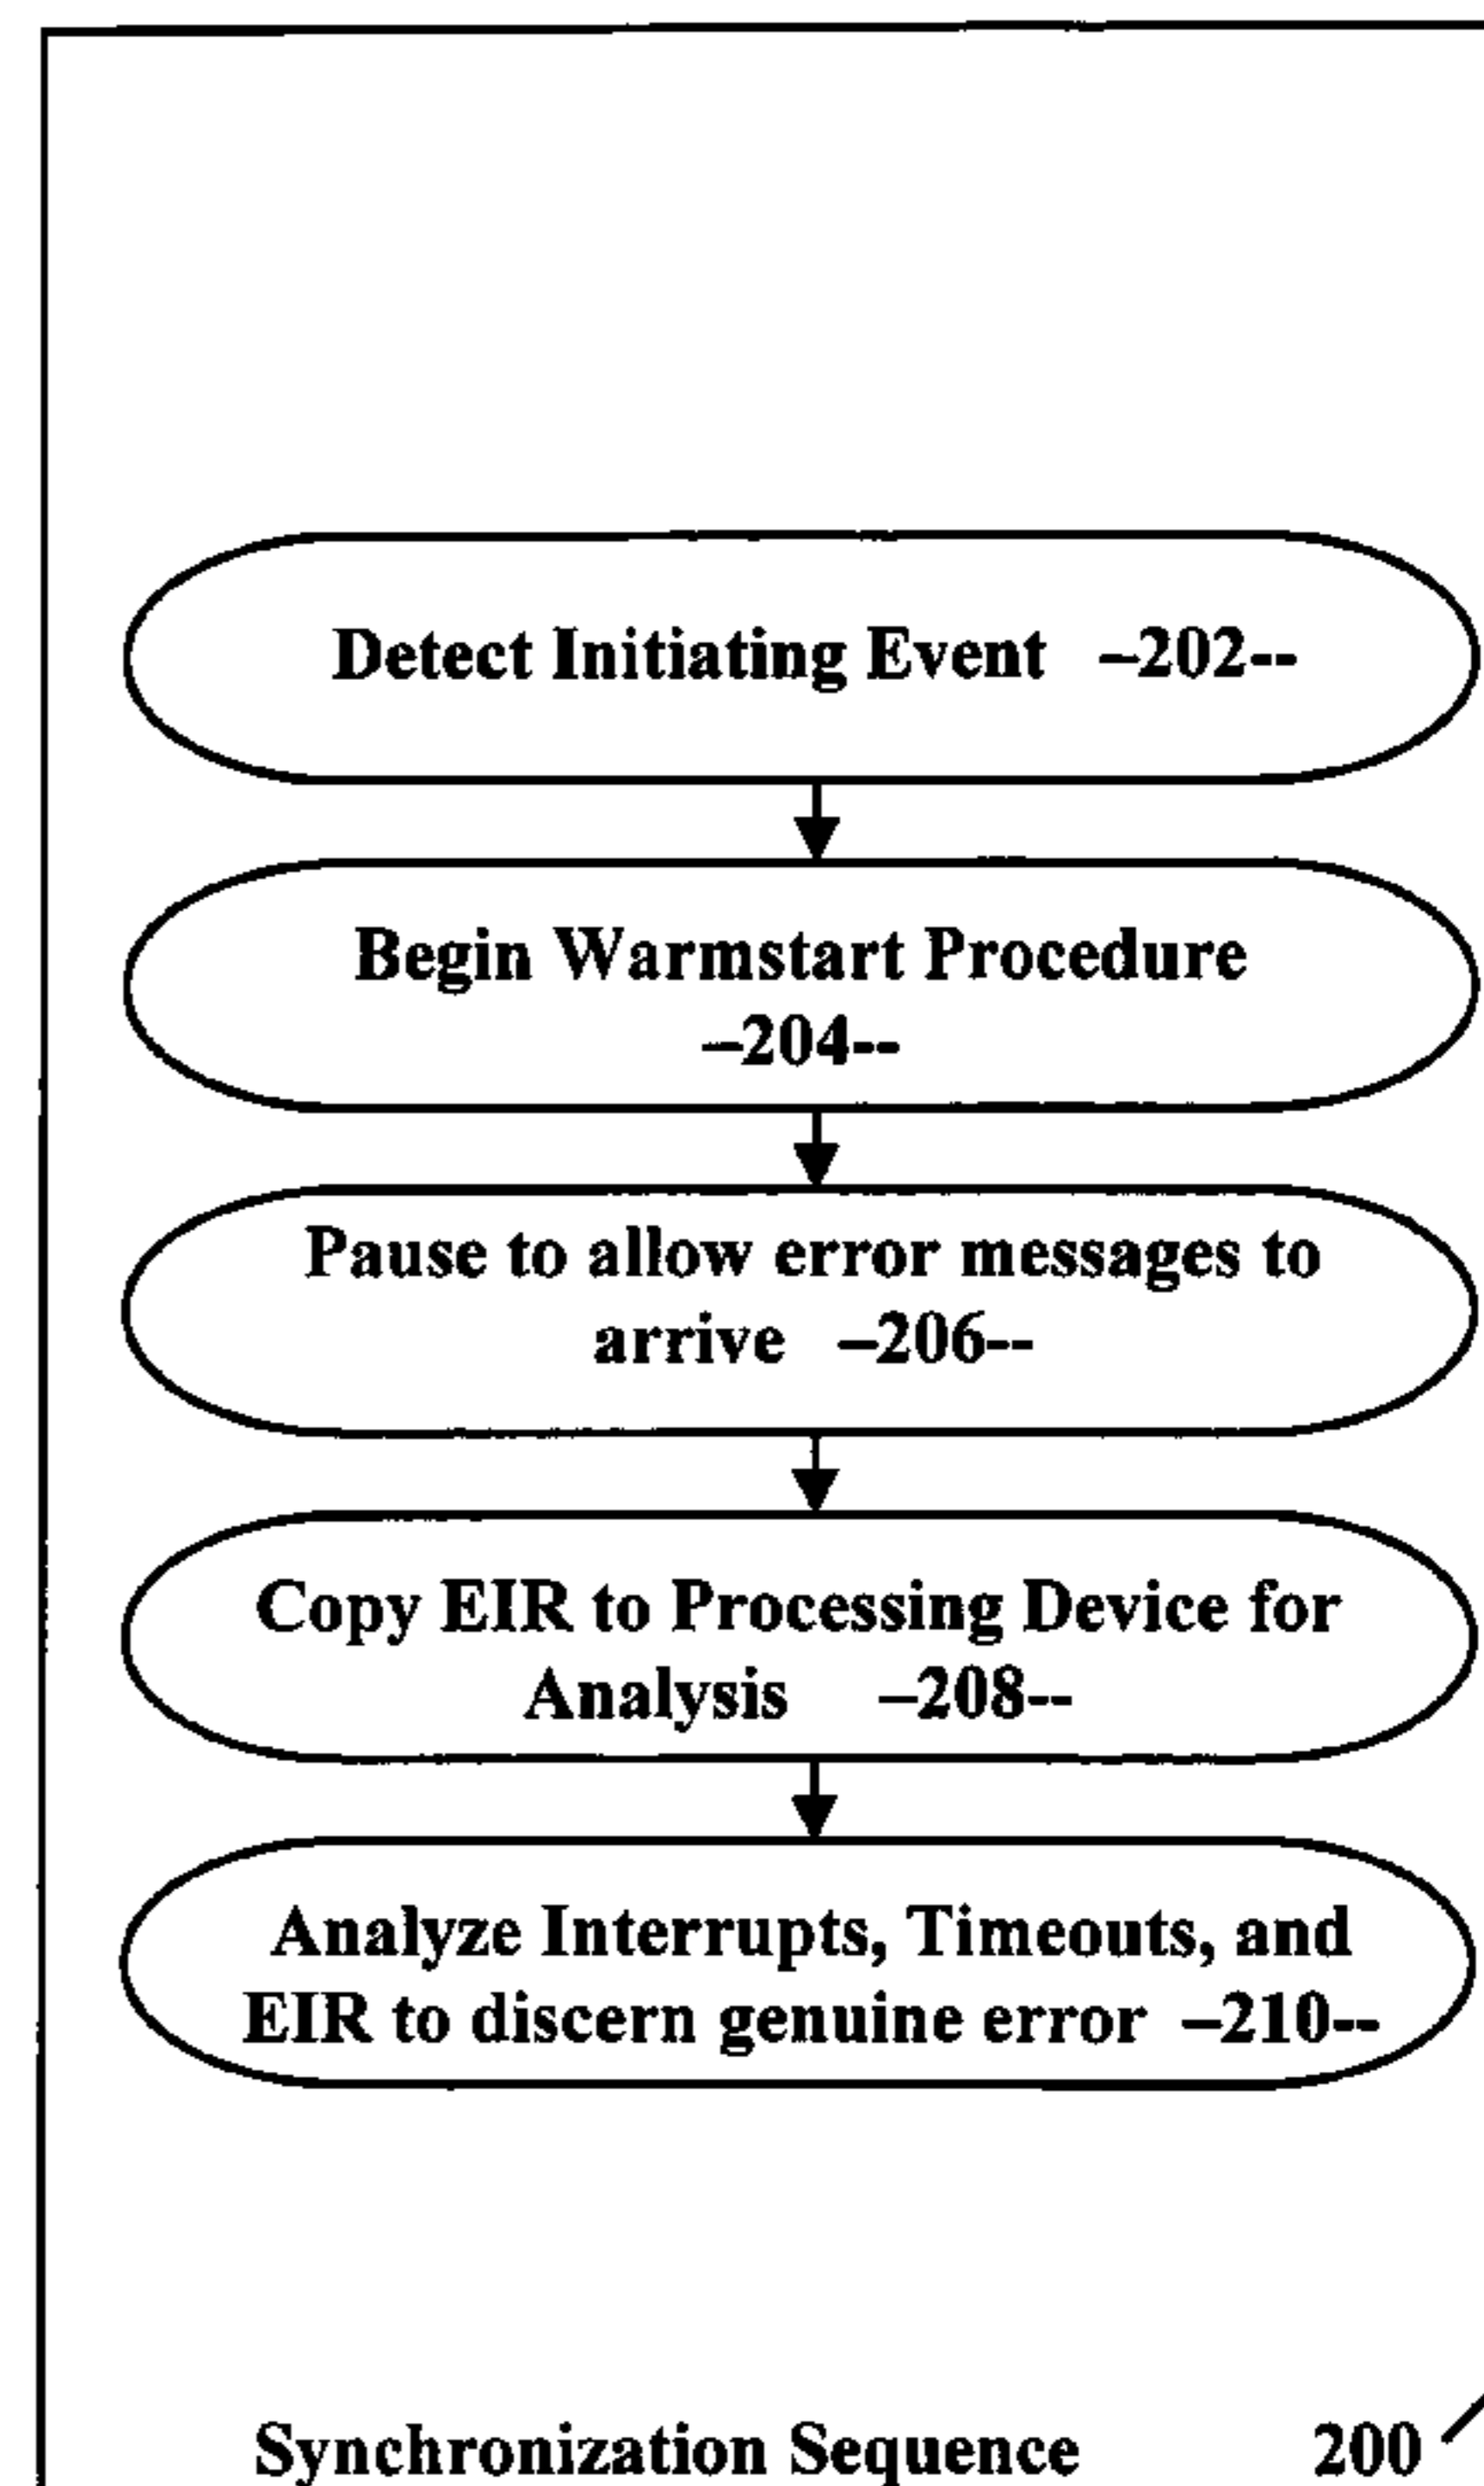 Detect Initiating Event –202--
Begin Warmstart Procedure
–204--
Pause to allow error messages to
arrive –206--
Copy EIR to Processing Device for
Analysis –208--
Analyze Interrupts, Timeouts, and
EIR to discern genuine error –210--
Synchronization Sequence 200